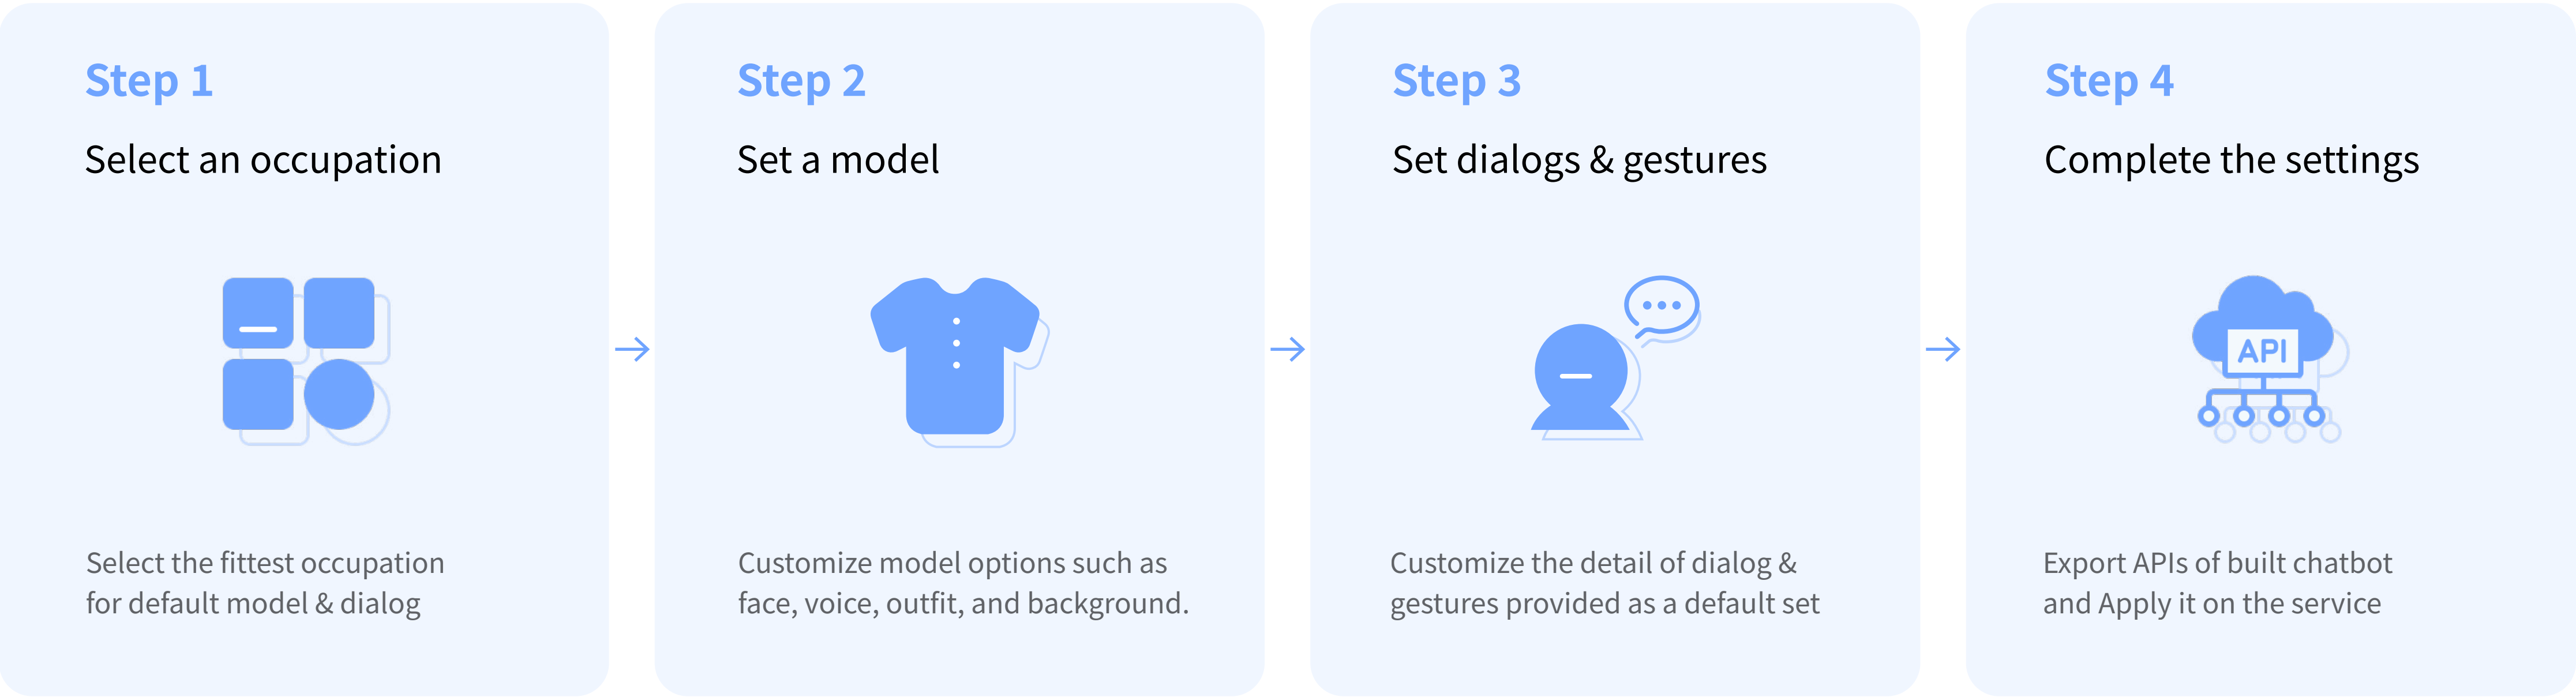 Step 1
Select an occupation
Select the fittest occupation
for default model & dialog
Step 2
Set a model
Customize model options such as
face, voice, outfit, and background.
Step 3
Set dialogs & gestures
Customize the detail of dialog &
gestures provided as a default set
Step 4
Complete the settings
API
Export APIs of built chatbot
and Apply it on the service